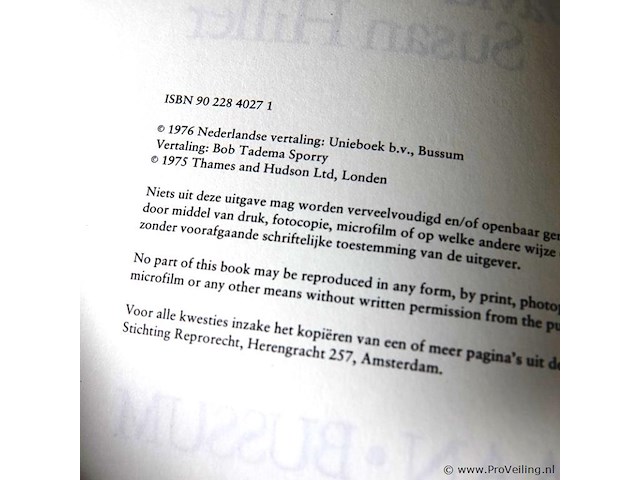 Susan Hiller
ISBN 90 228 4027 1
© 1976 Nederlandse vertaling: Unieboek b.v., Bussum
Vertaling: Bob Tadema Sporry
© 1975 Thames and Hudson Ltd, Londen
Niets uit deze uitgave mag worden verveelvoudigd en/of openbaar
door middel van druk, fotocopie, microfilm of op welke andere wijze
zonder voorafgaande schriftelijke toestemming van de uitgever.
No part of this book may be reproduced in any form, by print,
microfilm or any other means without written permission from the
Voor alle kwesties inzake het kopiëren van een of meer pagina's uit
Stichting Reprorecht, Herengracht 257, Amsterdam.
BUSSUM
© www.ProVeiling.nl